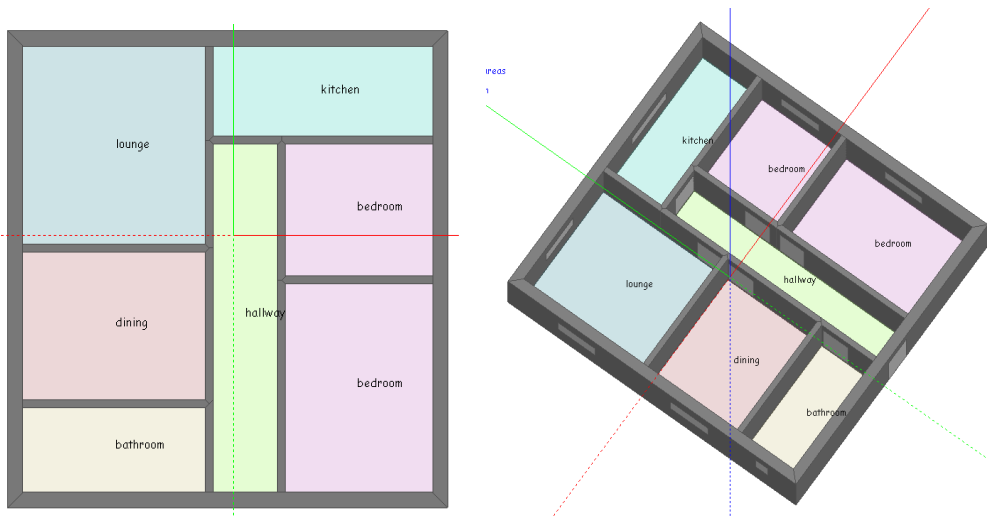 kitchen
lounge
bedroom
hallway
dining
bedroom
bathroom
kitchen
bedroom
bedroom
hallway
lounge
dining
bathroom